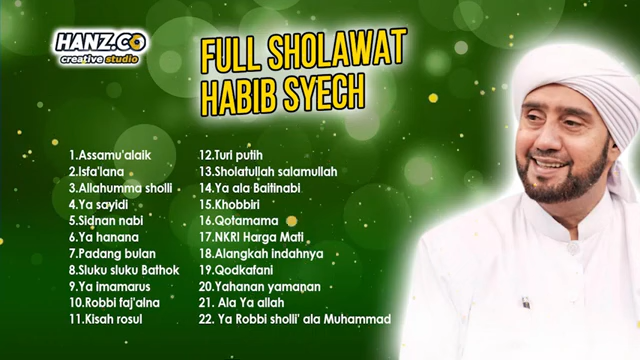 HANZ.CO
creative studio
FULL SHOLAWAT
HABIB SYECH
1.Assamu'alaik
2.Isfa'lana
3.Allahumma sholli
4.Ya sayidi
5.Sidnan nabi
6.Ya hanana
7.Padang bulan
8.Sluku sluku Bathok
9.Ya imamarus
10.Robbi faj'alna
11.Kisah rosul
12.Turi putih
13.Sholatullah salamullah
14.Ya ala Baitinabi
15.Khobbiri
16.Qotamama
17.NKRI Harga Mati
18.Alangkah indahnya
19.Qodkafani
20.Yahanan yamanan
21. Ala Ya allah
22. Ya Robbi sholli' ala Muhammad